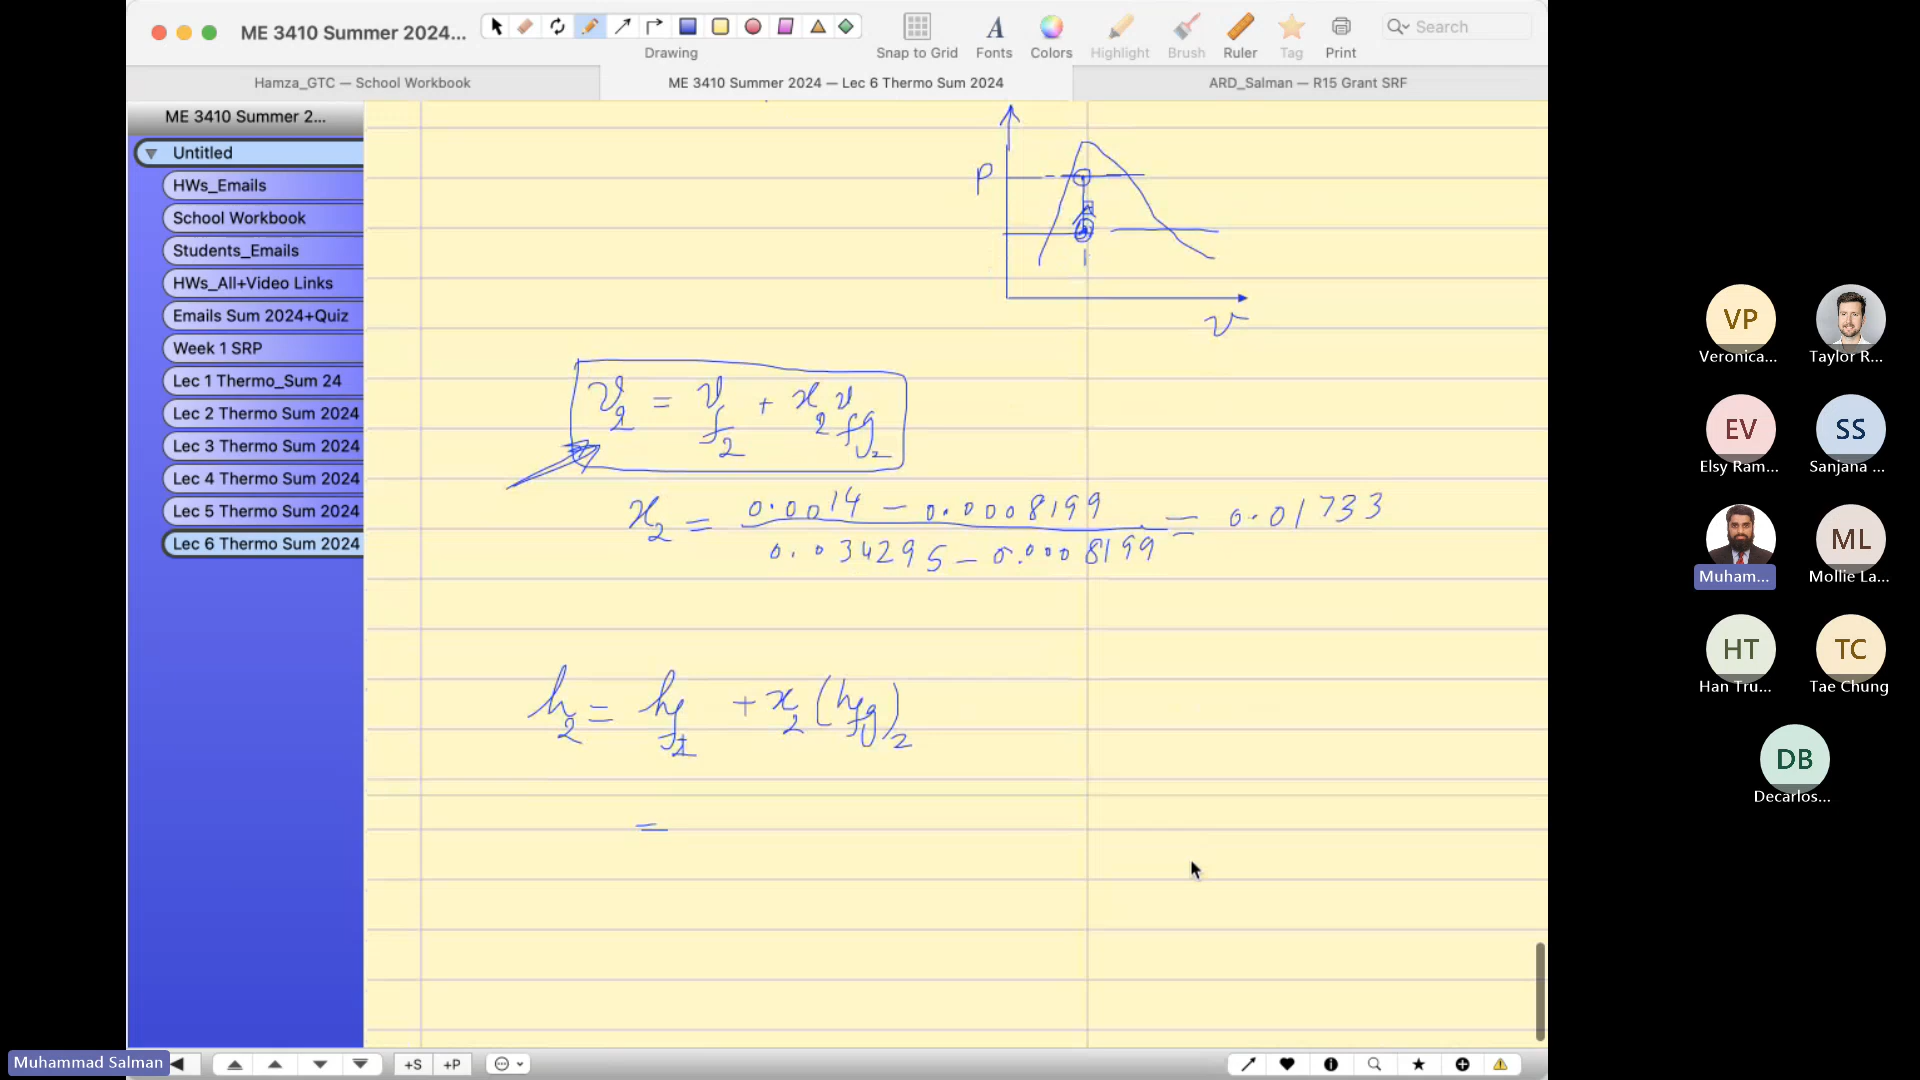 ME 3410 Summer 2024...
Drawing
Snap to Grid
Fonts
Colors
Highlight
Brush
Ruler
Tag
Print
Search
Hamza_GTC — School Workbook
ME 3410 Summer 2024 — Lec 6 Thermo Sum 2024
ARD_Salman — R15 Grant SRF
ME 3410 Summer 2...
Untitled
HWs_Emails
School Workbook
Students_Emails
HWs_All+Video Links
Emails Sum 2024+Quiz
Week 1 SRP
Lec 1 Thermo_Sum 24
Lec 2 Thermo Sum 2024
Lec 3 Thermo Sum 2024
Lec 4 Thermo Sum 2024
Lec 5 Thermo Sum 2024
Lec 6 Thermo Sum 2024
P
v
v₂ = v_f₂ + x₂ v_fg₂
x₂ = (0.0014 − 0.0008199) / (0.034295 − 0.0008199) = 0.01733
h₂ = h_f₂ + x₂ (h_fg)₂
=
VP
Veronica...
Taylor R...
EV
Elsy Ram...
SS
Sanjana ...
Muham...
ML
Mollie La...
HT
Han Tru...
TC
Tae Chung
DB
Decarlos...
Muhammad Salman
+S
+P